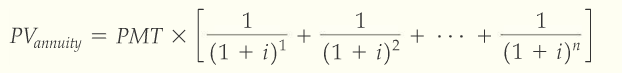 PV_annuity = PMT × [ 1/(1 + i)^1 + 1/(1 + i)^2 + ··· + 1/(1 + i)^n ]